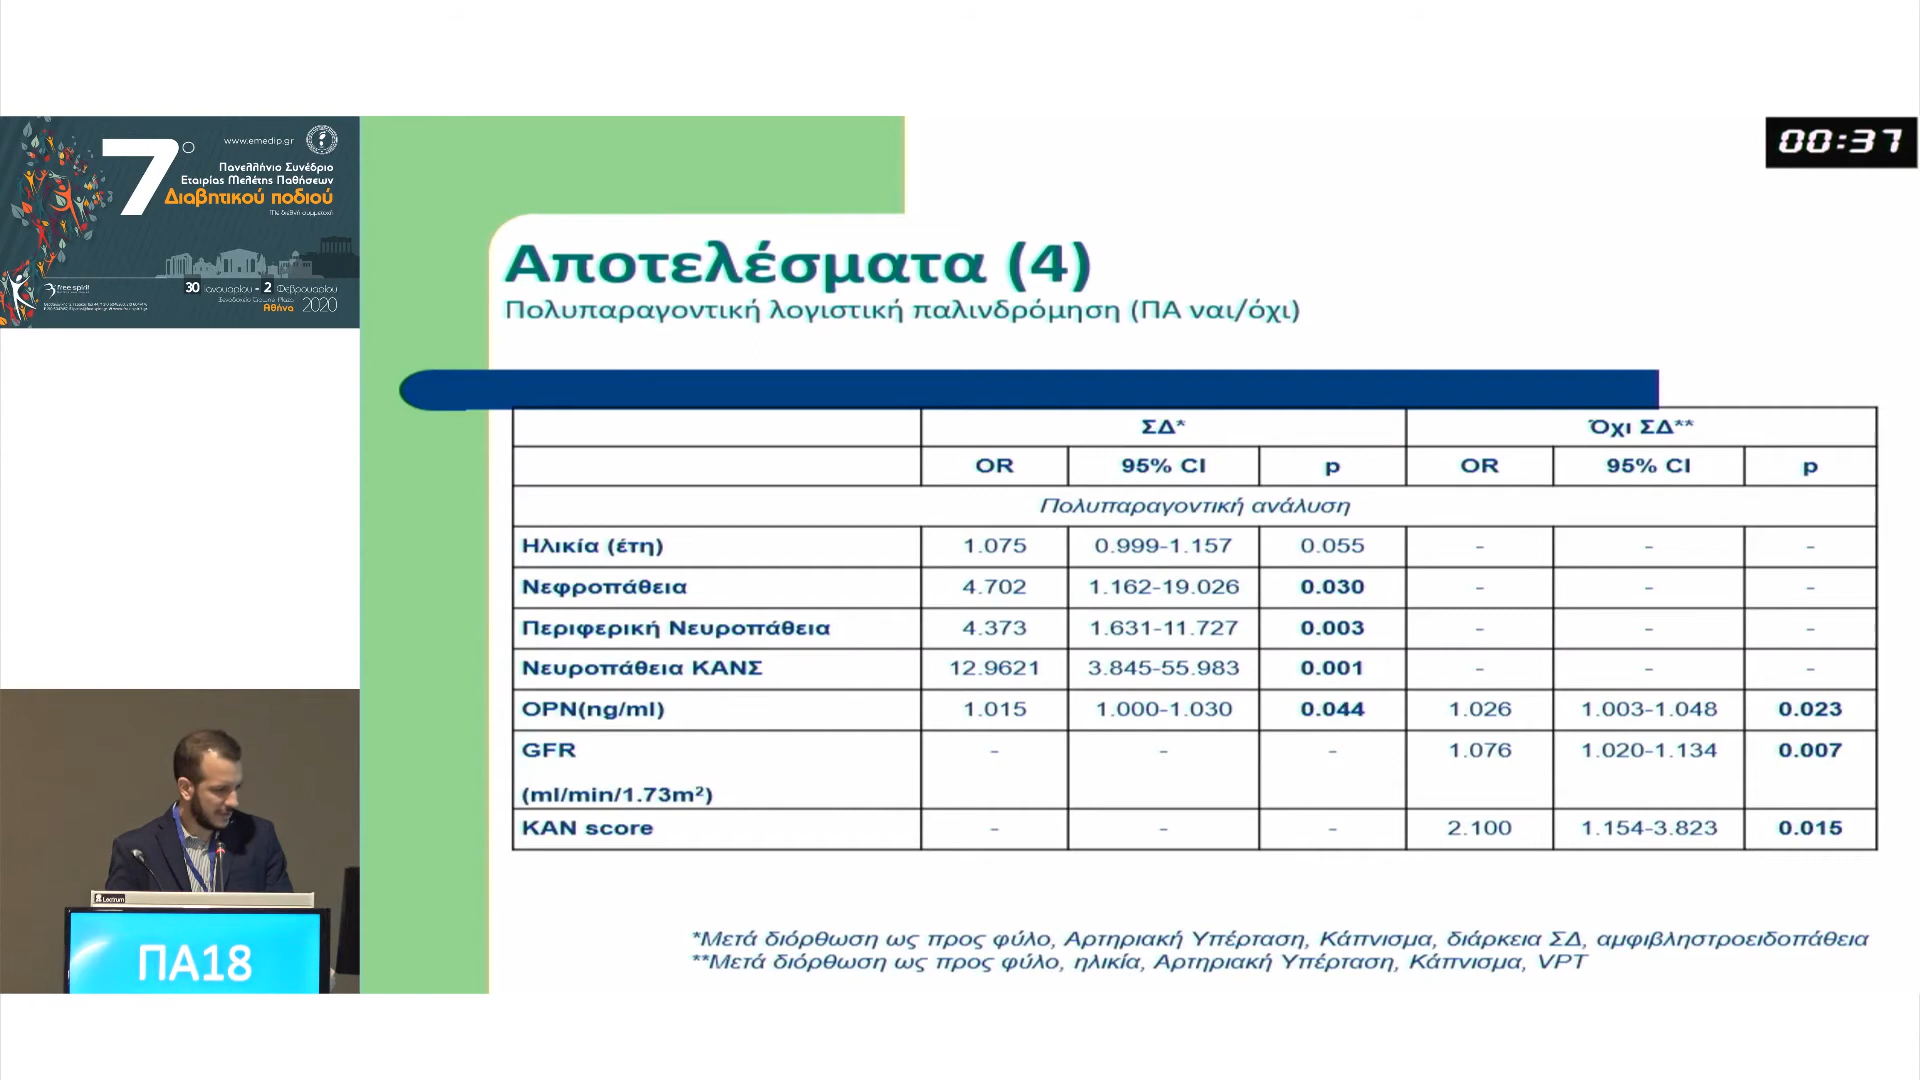 7ο
www.emedip.gr
Πανελλήνιο Συνέδριο
Εταιρίας Μελέτης Παθήσεων
Διαβητικού ποδιού
Με διεθνή συμμετοχή
30 Ιανουαρίου - 2 Φεβρουαρίου
Ξενοδοχείο Crowne Plaza
Αθήνα 2020
free spirit
00:37
Αποτελέσματα (4)
Πολυπαραγοντική λογιστική παλινδρόμηση (ΠΑ ναι/όχι)
ΣΔ* Όχι ΣΔ**
OR 95% CI p OR 95% CI p
Πολυπαραγοντική ανάλυση
Ηλικία (έτη) 1.075 0.999-1.157 0.055 - - -
Νεφροπάθεια 4.702 1.162-19.026 0.030 - - -
Περιφερική Νευροπάθεια 4.373 1.631-11.727 0.003 - - -
Νευροπάθεια ΚΑΝΣ 12.9621 3.845-55.983 0.001 - - -
OPN(ng/ml) 1.015 1.000-1.030 0.044 1.026 1.003-1.048 0.023
GFR - - - 1.076 1.020-1.134 0.007
(ml/min/1.73m²)
KAN score - - - 2.100 1.154-3.823 0.015
*Μετά διόρθωση ως προς φύλο, Αρτηριακή Υπέρταση, Κάπνισμα, διάρκεια ΣΔ, αμφιβληστροειδοπάθεια
**Μετά διόρθωση ως προς φύλο, ηλικία, Αρτηριακή Υπέρταση, Κάπνισμα, VPT
Lectrum
ΠΑ18